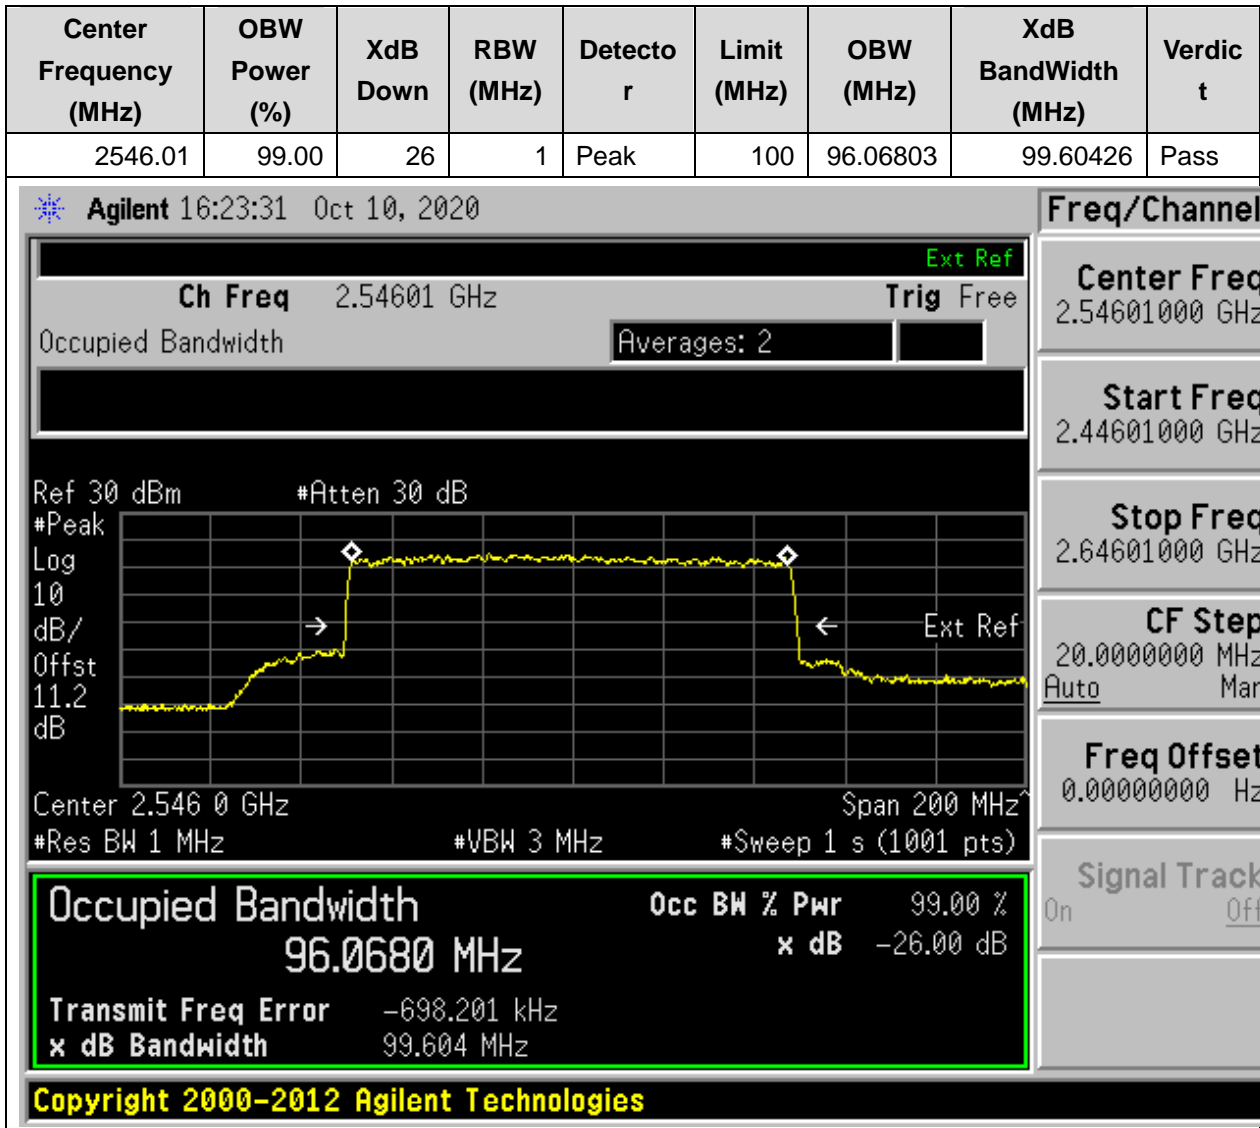 Center Frequency (MHz) OBW Power (%) XdB Down RBW (MHz) Detecto r Limit (MHz) OBW (MHz) XdB BandWidth (MHz) Verdic t
2546.01 99.00 26 1 Peak 100 96.06803 99.60426 Pass
Agilent 16:23:31 Oct 10, 2020
Freq/Channel
Ext Ref
Ch Freq 2.54601 GHz Trig Free
Occupied Bandwidth Averages: 2
Center Freq
2.54601000 GHz
Start Freq
2.44601000 GHz
Stop Freq
2.64601000 GHz
CF Step
20.0000000 MHz
Auto Man
Freq Offset
0.00000000 Hz
Signal Track
On Off
Ref 30 dBm #Atten 30 dB
#Peak
Log
10
dB/
Offst
11.2
dB
Ext Ref
Center 2.546 0 GHz Span 200 MHz^
#Res BW 1 MHz #VBW 3 MHz #Sweep 1 s (1001 pts)
Occupied Bandwidth Occ BW % Pwr 99.00 %
96.0680 MHz x dB -26.00 dB
Transmit Freq Error -698.201 kHz
x dB Bandwidth 99.604 MHz
Copyright 2000-2012 Agilent Technologies